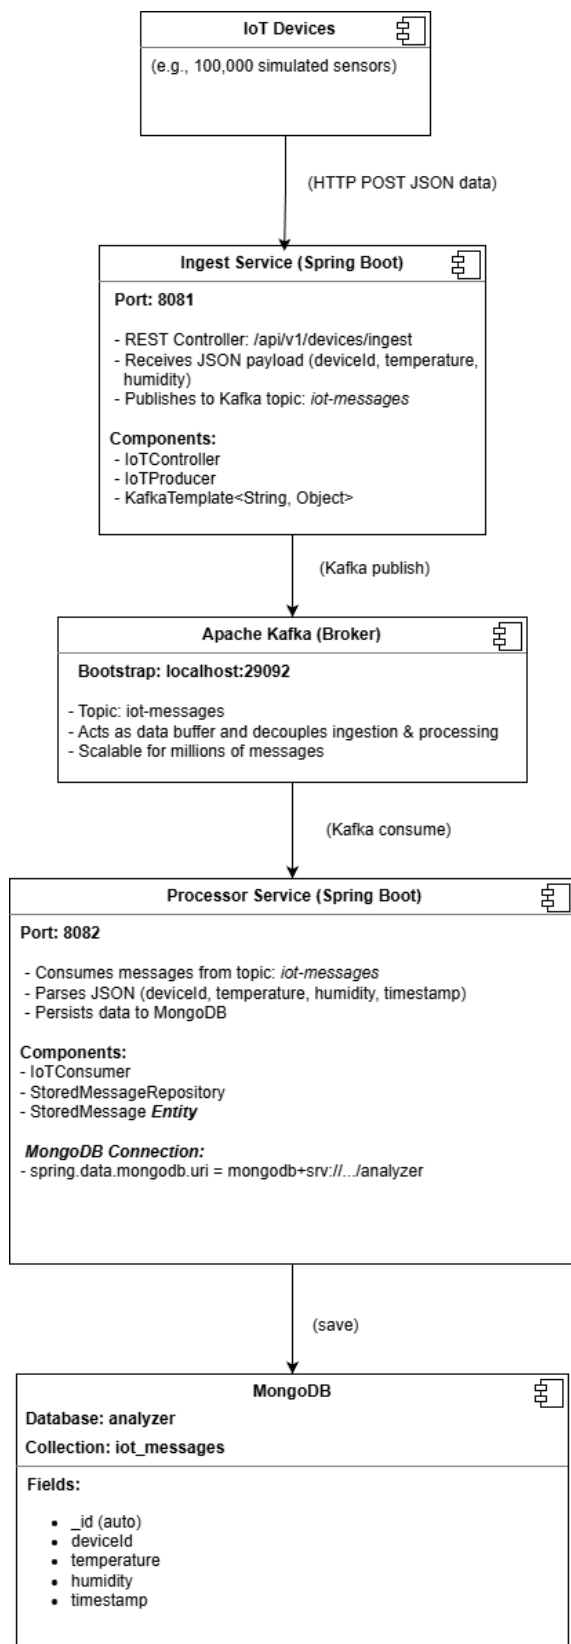 IoT Devices
(e.g., 100,000 simulated sensors)
(HTTP POST JSON data)
Ingest Service (Spring Boot)
Port: 8081
- REST Controller: /api/v1/devices/ingest
- Receives JSON payload (deviceId, temperature,
humidity)
- Publishes to Kafka topic: iot-messages
Components:
- IoTController
- IoTProducer
- KafkaTemplate<String, Object>
(Kafka publish)
Apache Kafka (Broker)
Bootstrap: localhost:29092
- Topic: iot-messages
- Acts as data buffer and decouples ingestion & processing
- Scalable for millions of messages
(Kafka consume)
Processor Service (Spring Boot)
Port: 8082
- Consumes messages from topic: iot-messages
- Parses JSON (deviceId, temperature, humidity, timestamp)
- Persists data to MongoDB
Components:
- IoTConsumer
- StoredMessageRepository
- StoredMessage Entity
MongoDB Connection:
- spring.data.mongodb.uri = mongodb+srv://.../analyzer
(save)
MongoDB
Database: analyzer
Collection: iot_messages
Fields:
• _id (auto)
• deviceId
• temperature
• humidity
• timestamp